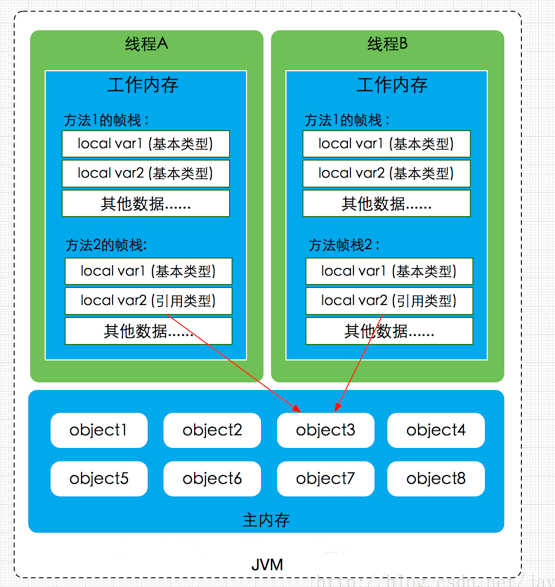 线程A
工作内存
方法1的帧栈：
local var1 (基本类型)
local var2 (基本类型)
其他数据......
方法2的帧栈:
local var1 (基本类型)
local var2 (引用类型)
其他数据......
线程B
工作内存
方法1的帧栈：
local var1 (基本类型)
local var2 (基本类型)
其他数据......
方法帧栈2：
local var1 (基本类型)
local var2 (引用类型)
其他数据......
object1 object2 object3 object4
object5 object6 object7 object8
主内存
JVM
http://blog.csdn.net/jav